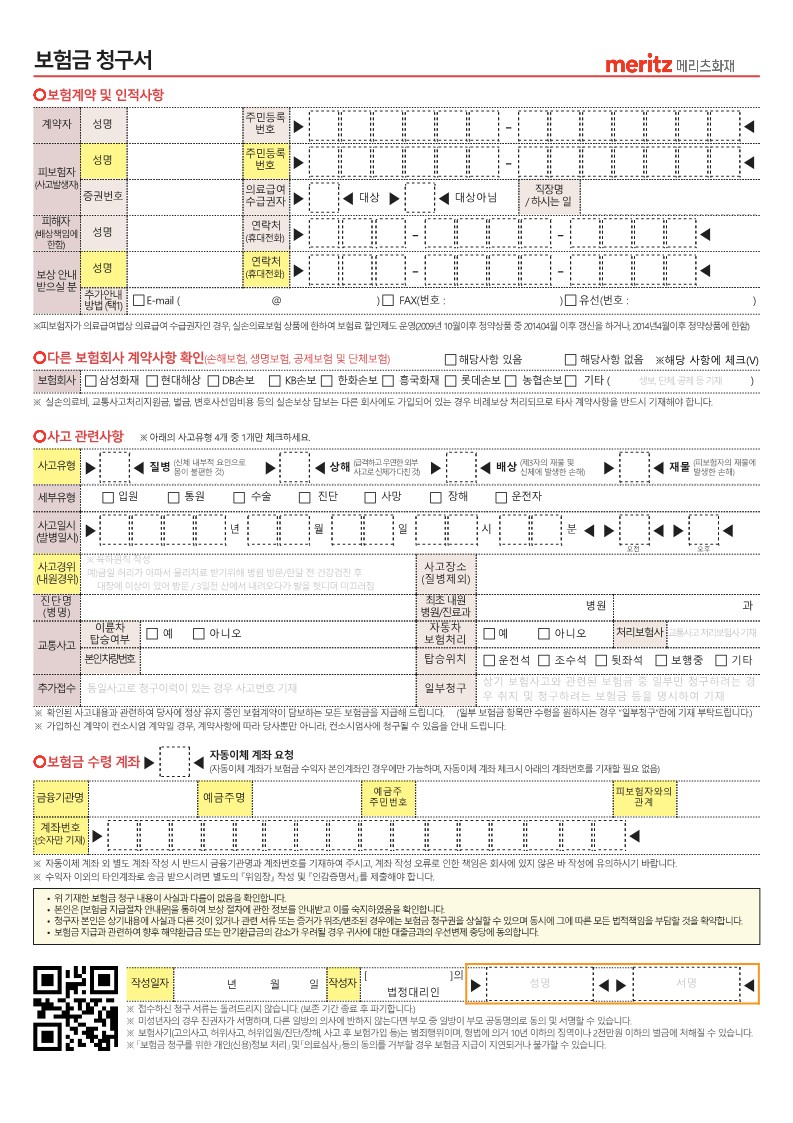 보험금 청구서
meritz 메리츠화재
보험계약 및 인적사항
계약자 성명 주민등록번호 ▶ - ◀
피보험자(사고발생자) 성명 주민등록번호 ▶ - ◀
증권번호 의료급여 수급권자 ▶ ◀ 대상 ▶ ◀ 대상아님 직장명 / 하시는 일
피해자(배상책임에 한함) 성명 연락처(휴대전화) ▶ - - ◀
보상 안내 받으실 분 성명 연락처(휴대전화) ▶ - - ◀
추가안내 방법 (택1) □ E-mail ( @ ) □ FAX(번호 : ) □ 유선(번호 : )
※피보험자가 의료급여법상 의료급여 수급권자인 경우, 실손의료보험 상품에 한하여 보험료 할인제도 운영(2009년 10월이후 청약상품 중 2014.04월 이후 갱신을 하거나, 2014년4월이후 청약상품에 한함)
다른 보험회사 계약사항 확인(손해보험, 생명보험, 공제보험 및 단체보험) □ 해당사항 있음 □ 해당사항 없음 ※해당 사항에 체크(V)
보험회사 □ 삼성화재 □ 현대해상 □ DB손보 □ KB손보 □ 한화손보 □ 흥국화재 □ 롯데손보 □ 농협손보 □ 기타 ( 생보, 단체, 공제 등 기재 )
※ 실손의료비, 교통사고처리지원금, 벌금, 변호사선임비용 등의 실손보상 담보는 다른 회사에도 가입되어 있는 경우 비례보상 처리되므로 타사 계약사항을 반드시 기재해야 합니다.
사고 관련사항 ※ 아래의 사고유형 4개 중 1개만 체크하세요.
사고유형 ▶ ◀ 질병 (신체 내부적 요인으로 몸이 불편한 것) ▶ ◀ 상해 (급격하고 우연한 외부 사고로 신체가 다친 것) ▶ ◀ 배상 (제3자의 재물 및 신체에 발생한 손해) ▶ ◀ 재물 (피보험자의 재물에 발생한 손해)
세부유형 □ 입원 □ 통원 □ 수술 □ 진단 □ 사망 □ 장해 □ 운전자
사고일시(발병일시) ▶ 년 월 일 시 분 ◀ ▶ 오전 ◀ ▶ 오후 ◀
사고경위(내원경위) ※ 육하원칙 작성
예)금일 허리가 아파서 물리치료 받기위해 병원 방문/한달 전 건강검진 후
대장에 이상이 있어 방문 / 3일전 산에서 내려오다가 발을 헛디뎌 미끄러짐
사고장소(질병제외)
진단명(병명) 최초 내원 병원/진료과 병원 과
교통사고 이륜차 탑승여부 □ 예 □ 아니오 자동차 보험처리 □ 예 □ 아니오 처리보험사 교통사고 처리보험사 기재
본인차량번호 탑승위치 □ 운전석 □ 조수석 □ 뒷좌석 □ 보행중 □ 기타
추가접수 동일사고로 청구이력이 있는 경우 사고번호 기재 일부청구 상기 보험사고와 관련된 보험금 중 일부만 청구하려는 경
우 취지 및 청구하려는 보험금 등을 명시하여 기재
※ 확인된 사고내용과 관련하여 당사에 정상 유지 중인 보험계약이 담보하는 모든 보험금을 지급해 드립니다. (일부 보험금 항목만 수령을 원하시는 경우 "일부청구"란에 기재 부탁드립니다)
※ 가입하신 계약이 컨소시엄 계약일 경우, 계약사항에 따라 당사뿐만 아니라, 컨소시엄사에 청구될 수 있음을 안내 드립니다.
보험금 수령 계좌 ▶ ◀ 자동이체 계좌 요청
(자동이체 계좌가 보험금 수익자 본인계좌인 경우에만 가능하며, 자동이체 계좌 체크시 아래의 계좌번호를 기재할 필요 없음)
금융기관명 예금주명 예금주 주민번호 피보험자와의 관계
계좌번호(숫자만 기재) ▶ ◀
※ 자동이체 계좌 외 별도 계좌 작성 시 반드시 금융기관명과 계좌번호를 기재하여 주시고, 계좌 작성 오류로 인한 책임은 회사에 있지 않은 바 작성에 유의하시기 바랍니다.
※ 수익자 이외의 타인계좌로 송금 받으시려면 별도의 「위임장」 작성 및 「인감증명서」를 제출해야 합니다.
• 위 기재한 보험금 청구 내용이 사실과 다름이 없음을 확인합니다.
• 본인은 [보험금 지급절차 안내문]을 통하여 보상 절차에 관한 정보를 안내받고 이를 숙지하였음을 확인합니다.
• 청구자 본인은 상기내용에 사실과 다른 것이 있거나 관련 서류 또는 증거가 위조/변조된 경우에는 보험금 청구권을 상실할 수 있으며 동시에 그에 따른 모든 법적책임을 부담할 것을 확약합니다.
• 보험금 지급과 관련하여 향후 해약환급금 또는 만기환급금의 감소가 우려될 경우 귀사에 대한 대출금과의 우선변제 충당에 동의합니다.
작성일자 년 월 일 작성자 [ ]의 법정대리인 ▶ 성명 ◀ ▶ 서명 ◀
※ 접수하신 청구 서류는 돌려드리지 않습니다. (보존 기간 종료 후 파기합니다.)
※ 미성년자의 경우 친권자가 서명하며, 다른 일방의 의사에 반하지 않는다면 부모 중 일방이 부모 공동명의로 동의 및 서명할 수 있습니다.
※ 보험사기(고의사고, 허위사고, 허위입원/진단/장해, 사고 후 보험가입 등)는 범죄행위이며, 형법에 의거 10년 이하의 징역이나 2천만원 이하의 벌금에 처해질 수 있습니다.
※ 「보험금 청구를 위한 개인(신용)정보 처리」 및 「의료심사」 등의 동의를 거부할 경우 보험금 지급이 지연되거나 불가할 수 있습니다.